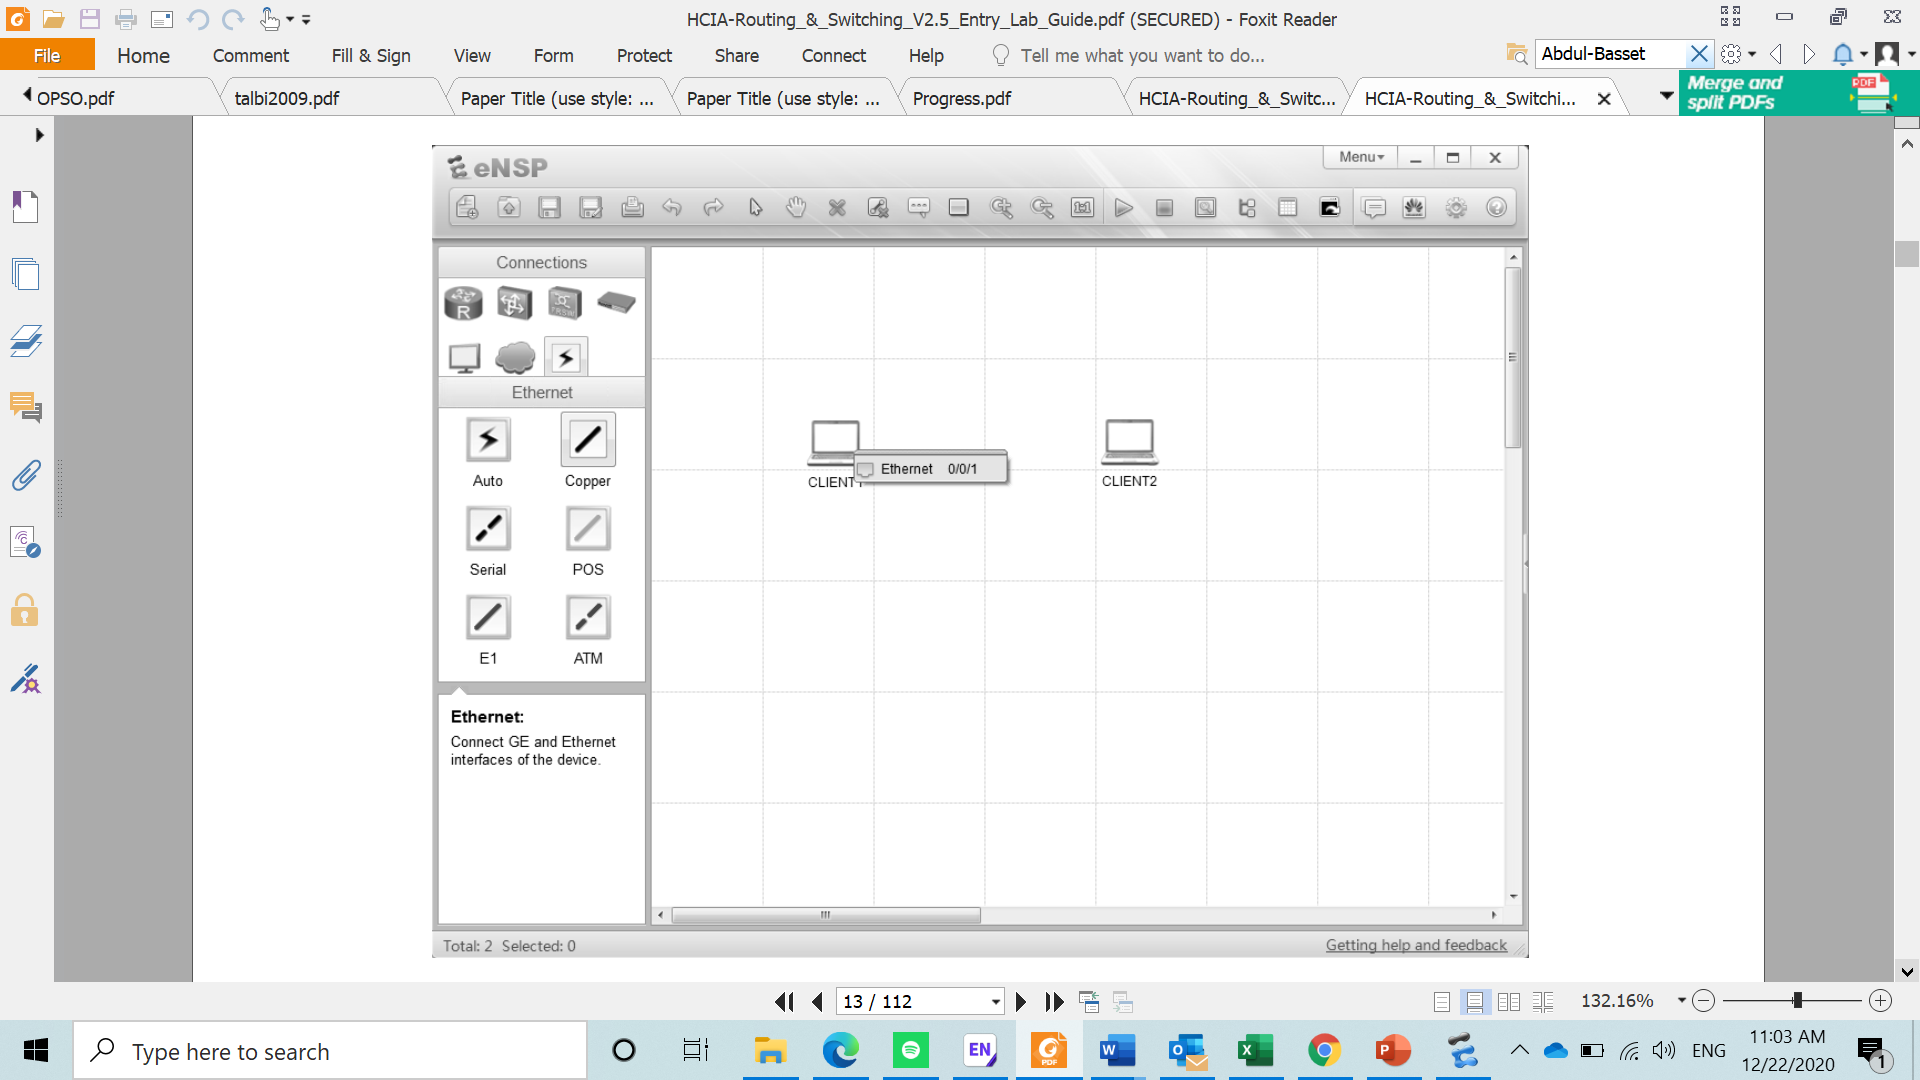 HCIA-Routing_&_Switching_V2.5_Entry_Lab_Guide.pdf (SECURED) - Foxit Reader
File Home Comment Fill & Sign View Form Protect Share Connect Help Tell me what you want to do... Abdul-Basset
OPSO.pdf talbi2009.pdf Paper Title (use style: ... Paper Title (use style: ... Progress.pdf HCIA-Routing_&_Switc... HCIA-Routing_&_Switchi...
Merge and
split PDFs
PDF
eNSP
Menu
Connections
R
Ethernet
Auto Copper
Serial POS
E1 ATM
Ethernet:
Connect GE and Ethernet
interfaces of the device.
Ethernet 0/0/1
CLIENT1 CLIENT2
Total: 2 Selected: 0
Getting help and feedback
13 / 112
132.16%
Type here to search
EN
ENG
11:03 AM
12/22/2020
1